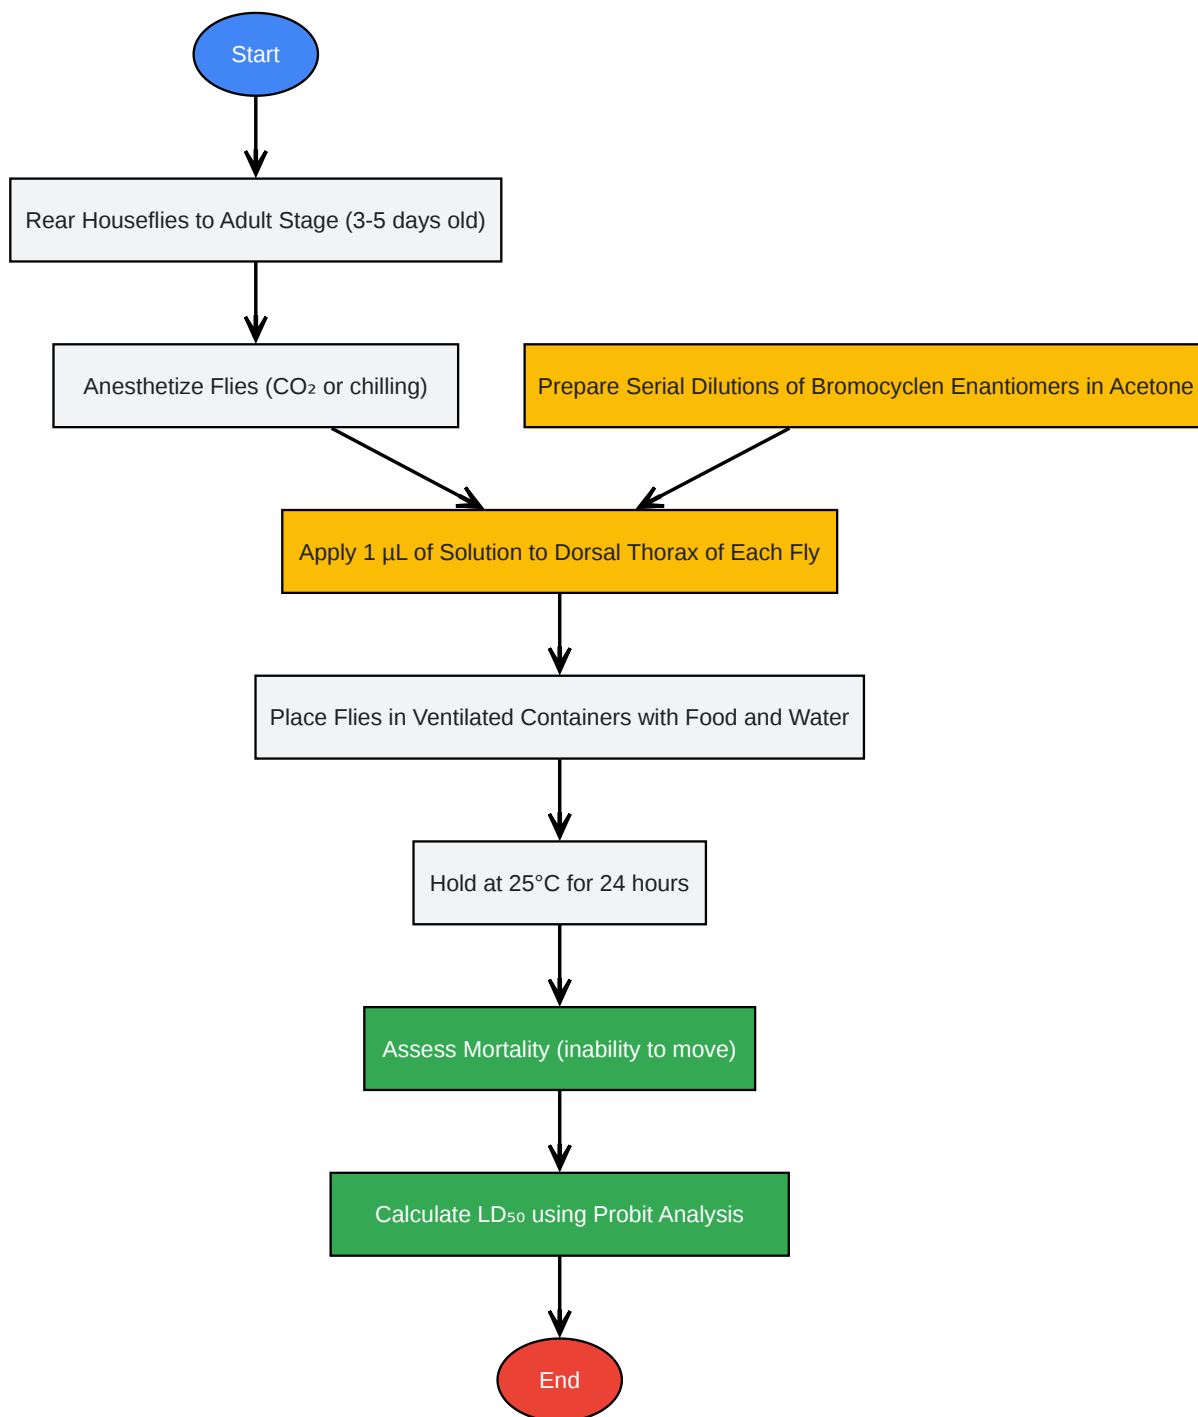 Start
Rear Houseflies to Adult Stage (3-5 days old)
Anesthetize Flies (CO₂ or chilling)
Prepare Serial Dilutions of Bromocyclen Enantiomers in Acetone
Apply 1 µL of Solution to Dorsal Thorax of Each Fly
Place Flies in Ventilated Containers with Food and Water
Hold at 25°C for 24 hours
Assess Mortality (inability to move)
Calculate LD₅₀ using Probit Analysis
End